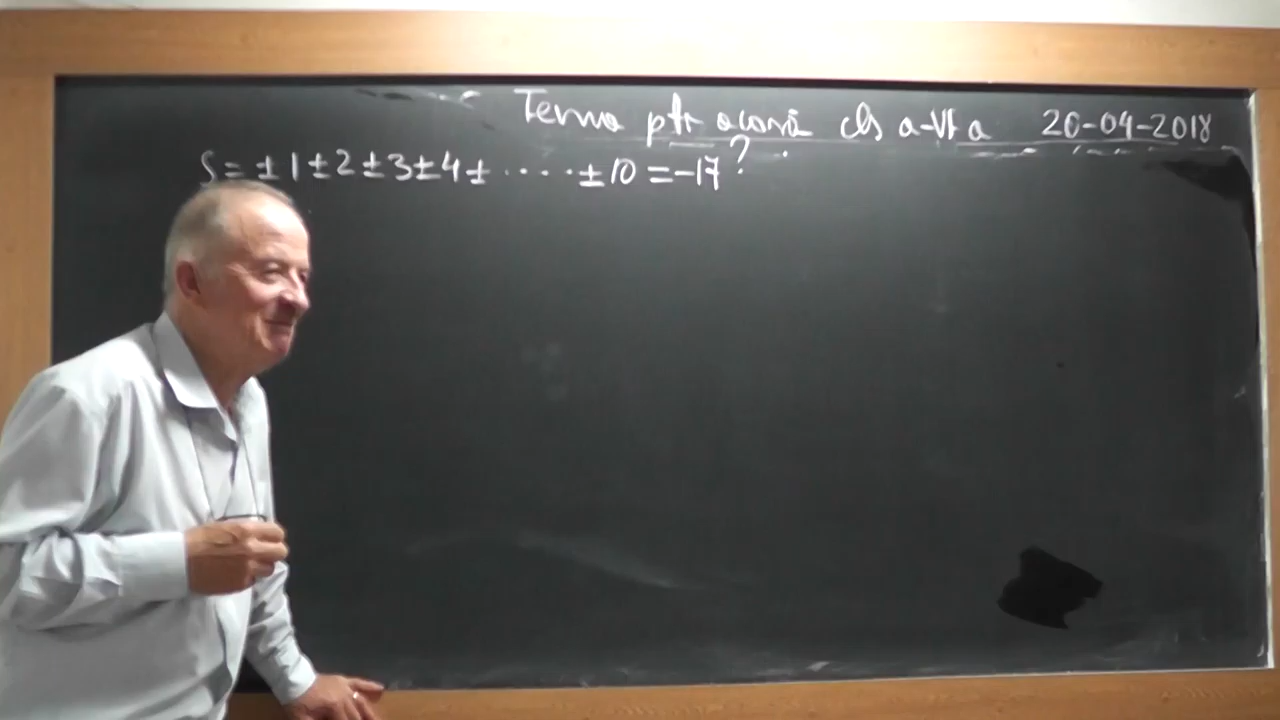 Tema ptr acasă cls a-VI a 20-04-2018
S = ± 1 ± 2 ± 3 ± 4 ± ..... ± 10 = -17 ?